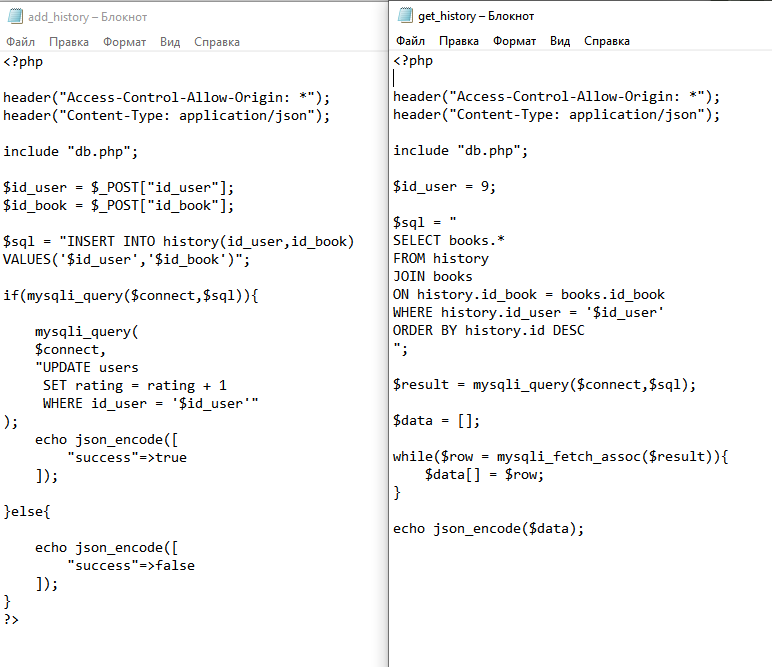 add_history – Блокнот
Файл Правка Формат Вид Справка
<?php

header("Access-Control-Allow-Origin: *");
header("Content-Type: application/json");

include "db.php";

$id_user = $_POST["id_user"];
$id_book = $_POST["id_book"];

$sql = "INSERT INTO history(id_user,id_book)
VALUES('$id_user','$id_book')";

if(mysqli_query($connect,$sql)){

    mysqli_query(
    $connect,
    "UPDATE users
     SET rating = rating + 1
     WHERE id_user = '$id_user'"
);
    echo json_encode([
        "success"=>true
    ]);

}else{

    echo json_encode([
        "success"=>false
    ]);
}
?>
get_history – Блокнот
Файл Правка Формат Вид Справка
<?php

header("Access-Control-Allow-Origin: *");
header("Content-Type: application/json");

include "db.php";

$id_user = 9;

$sql = "
SELECT books.*
FROM history
JOIN books
ON history.id_book = books.id_book
WHERE history.id_user = '$id_user'
ORDER BY history.id DESC
";

$result = mysqli_query($connect,$sql);

$data = [];

while($row = mysqli_fetch_assoc($result)){
    $data[] = $row;
}

echo json_encode($data);